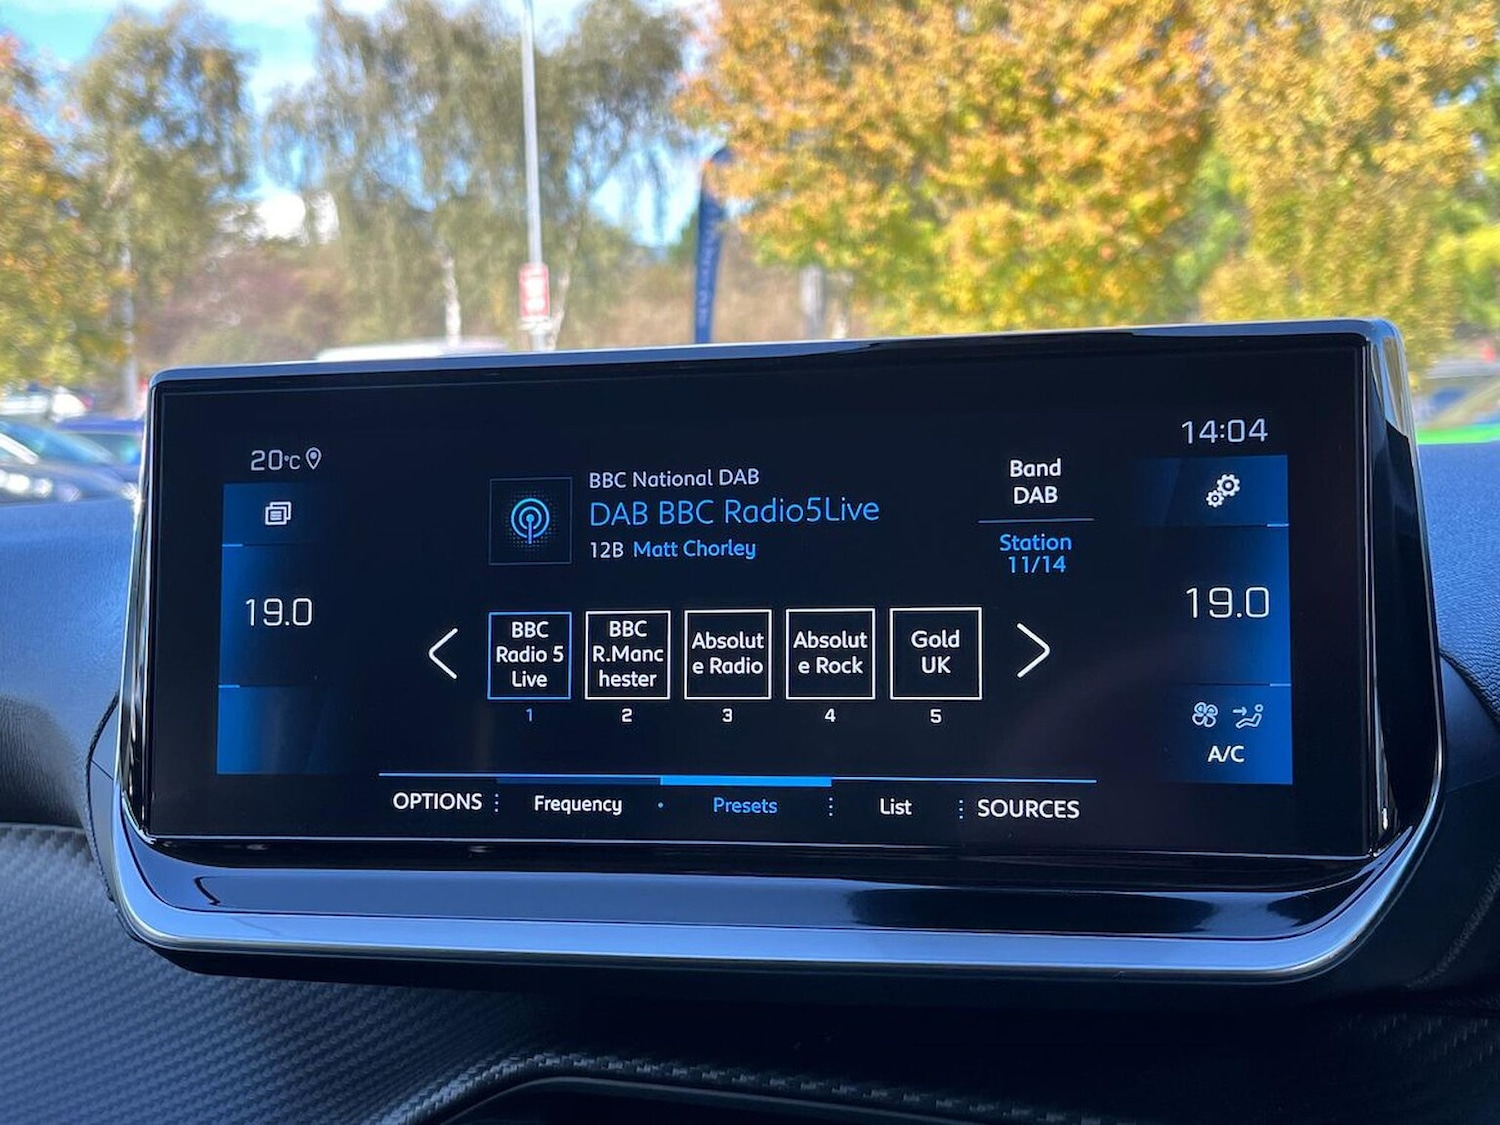 20°C
14:04
BBC National DAB
DAB BBC Radio5Live
12B Matt Chorley
Band
DAB
Station
11/14
19.0
19.0
BBC
Radio 5
Live
BBC
R.Manc
hester
Absolut
e Radio
Absolut
e Rock
Gold
UK
1
2
3
4
5
A/C
OPTIONS
Frequency
Presets
List
SOURCES